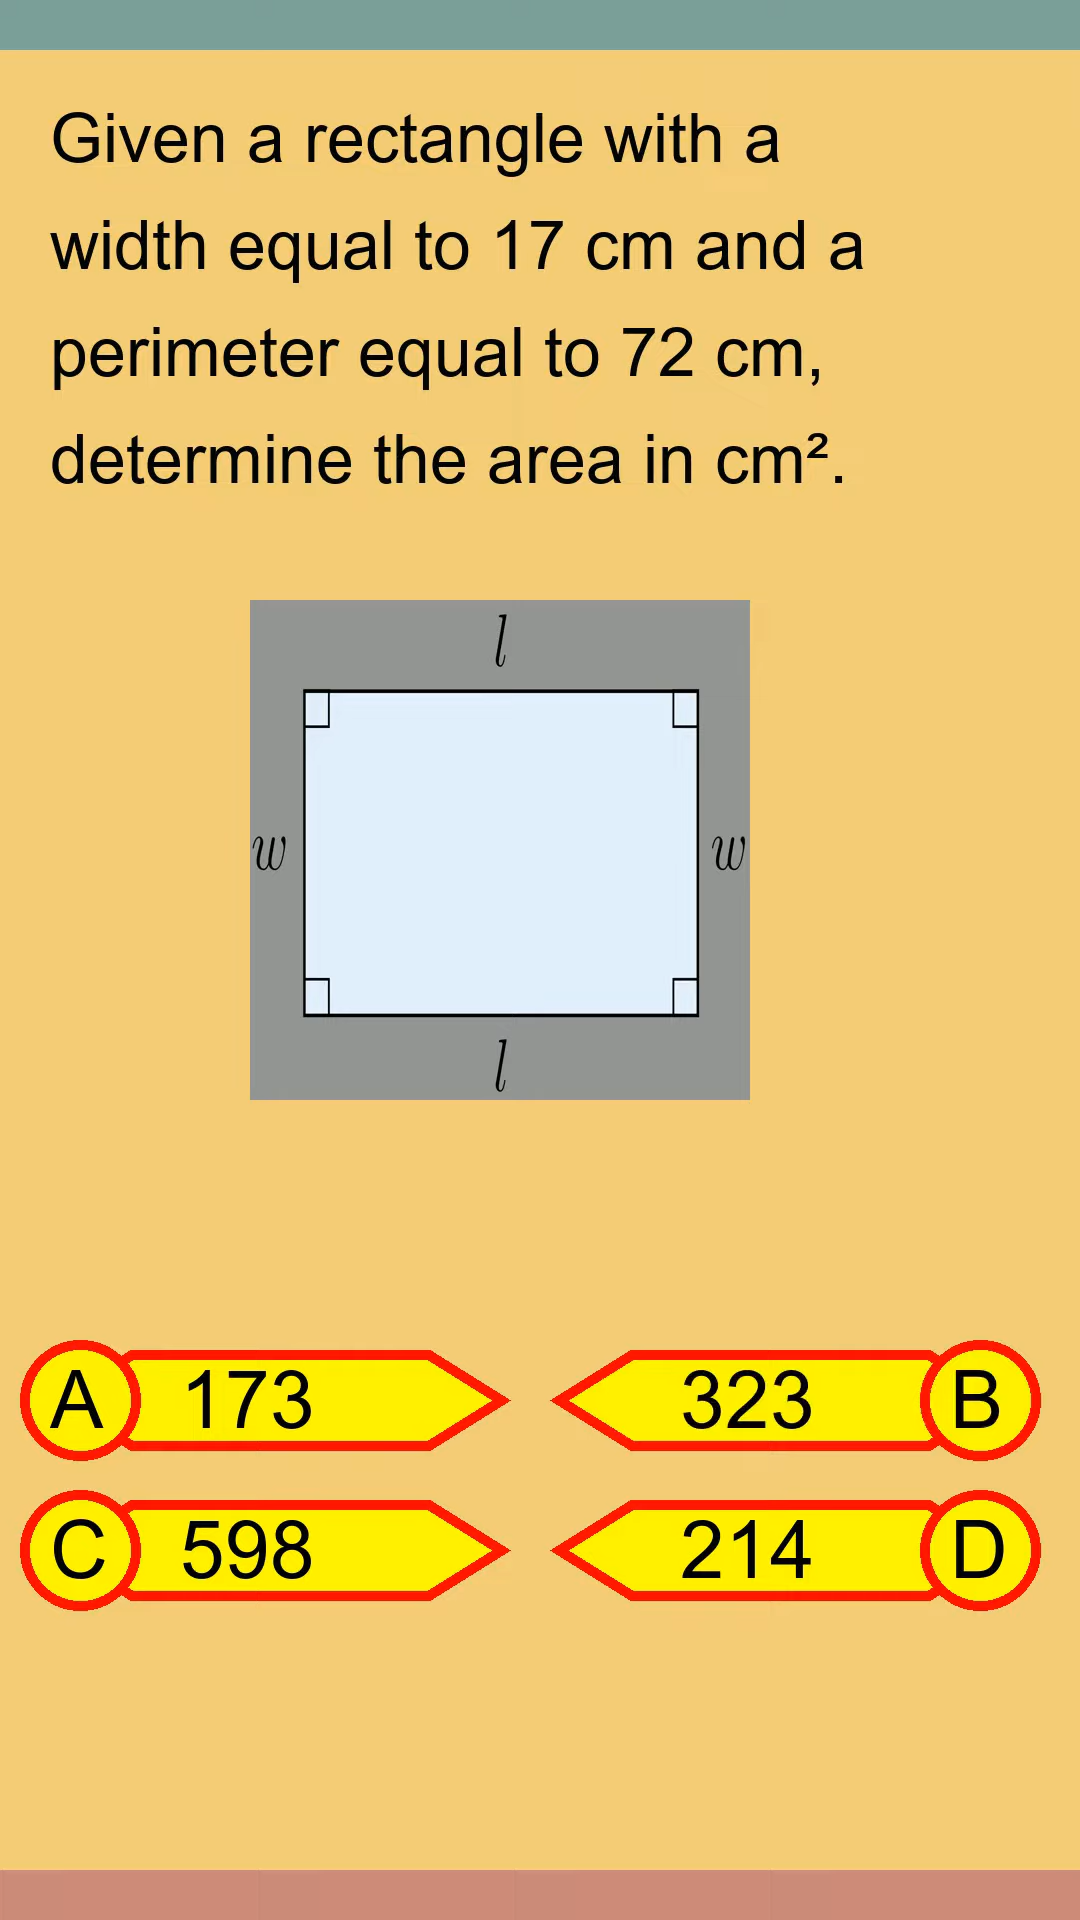 Given a rectangle with a
width equal to 17 cm and a
perimeter equal to 72 cm,
determine the area in cm².
l
w w
l
A 173 323 B
C 598 214 D